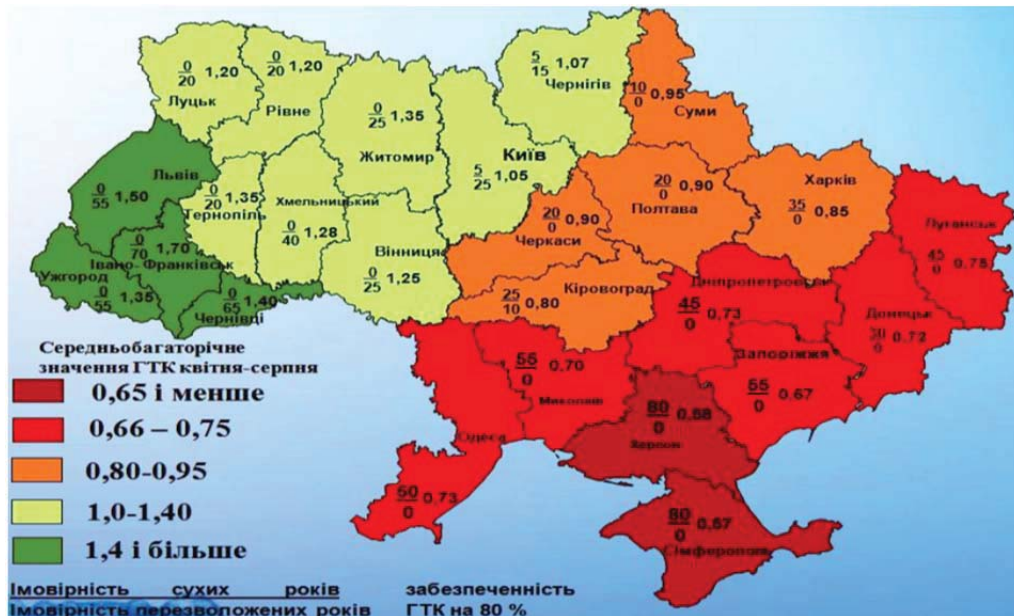 0/20 1,20
Луцьк
0/20 1,20
Рівне
0/25 1,35
Житомир
5/15 1,07
Чернігів
10/0 0,95
Суми
Київ
5/25 1,05
Львів
0/55 1,50
0/20 1,35
Тернопіль
Хмельницький
0/40 1,28
Вінниця
0/25 1,25
20/0 0,90
Черкаси
20/0 0,90
Полтава
Харків
35/0 0,85
Луганськ
45/0 0,75
0/70 1,70
Івано-Франківськ
Ужгород
0/55 1,35
0/65 1,40
Чернівці
25/10 0,80
Кіровоград
Дніпропетровськ
45/0 0,73
Донецьк
30/0 0,72
Запоріжжя
55/0 0,67
55/0 0,70
Миколаїв
Одеса
50/0 0,73
80/0 0,58
Херсон
80/0 0,57
Сімферополь
Середньобагаторічне
значення ГТК квітня-серпня
0,65 і менше
0,66 – 0,75
0,80-0,95
1,0-1,40
1,4 і більше
Імовірність сухих років забезпеченність
Імовірність перезволожених років ГТК на 80 %